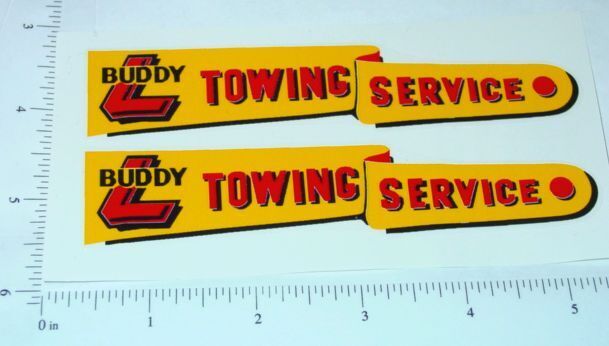 3
BUDDY
L
TOWING
SERVICE
4
BUDDY
L
TOWING
SERVICE
5
6
0 in
1
2
3
4
5